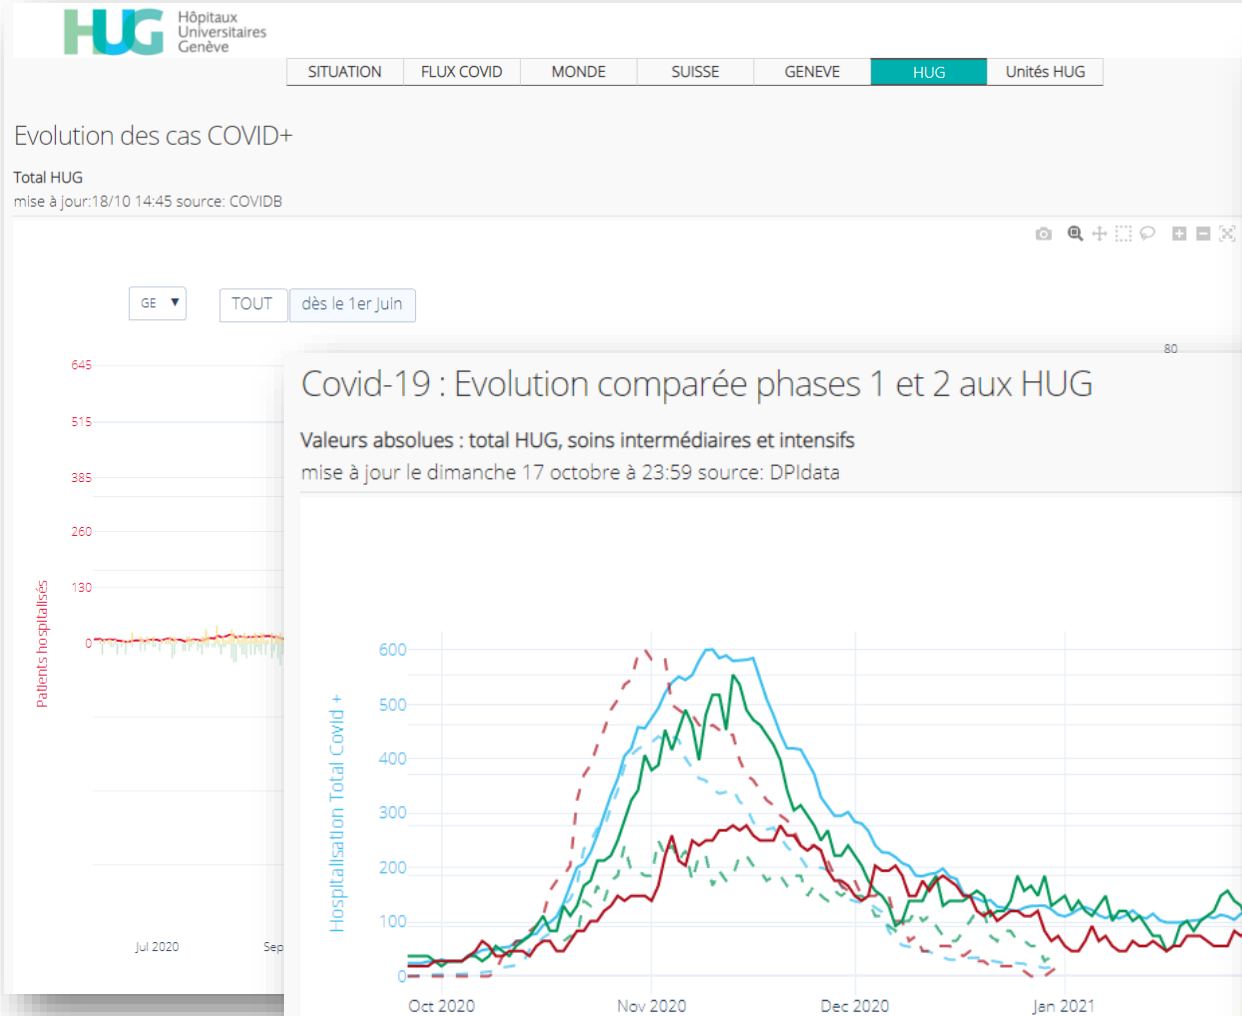 HUG
Hôpitaux
Universitaires
Genève
SITUATION FLUX COVID MONDE SUISSE GENEVE HUG Unités HUG
Evolution des cas COVID+
Total HUG
mise à jour:18/10 14:45 source: COVIDB
GE ▼ TOUT dès le 1er Juin
80
645
515
385
260
130
0
Patients hospitalisés
Jul 2020 Sep
Covid-19 : Evolution comparée phases 1 et 2 aux HUG
Valeurs absolues : total HUG, soins intermédiaires et intensifs
mise à jour le dimanche 17 octobre à 23:59 source: DPIdata
600
500
400
300
200
100
0
Hospitalisation Total Covid +
Oct 2020 Nov 2020 Dec 2020 Jan 2021